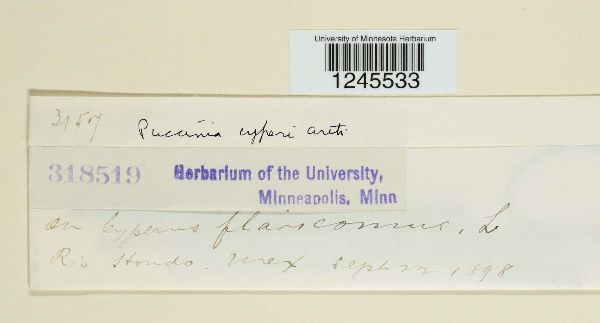 University of Minnesota Herbarium
1245533
3157 Puccinia cyperi Arth.
318519 Herbarium of the University,
Minneapolis, Minn
on Cyperus flavicomus, L
Rio Hondo. Mex Sept 1898